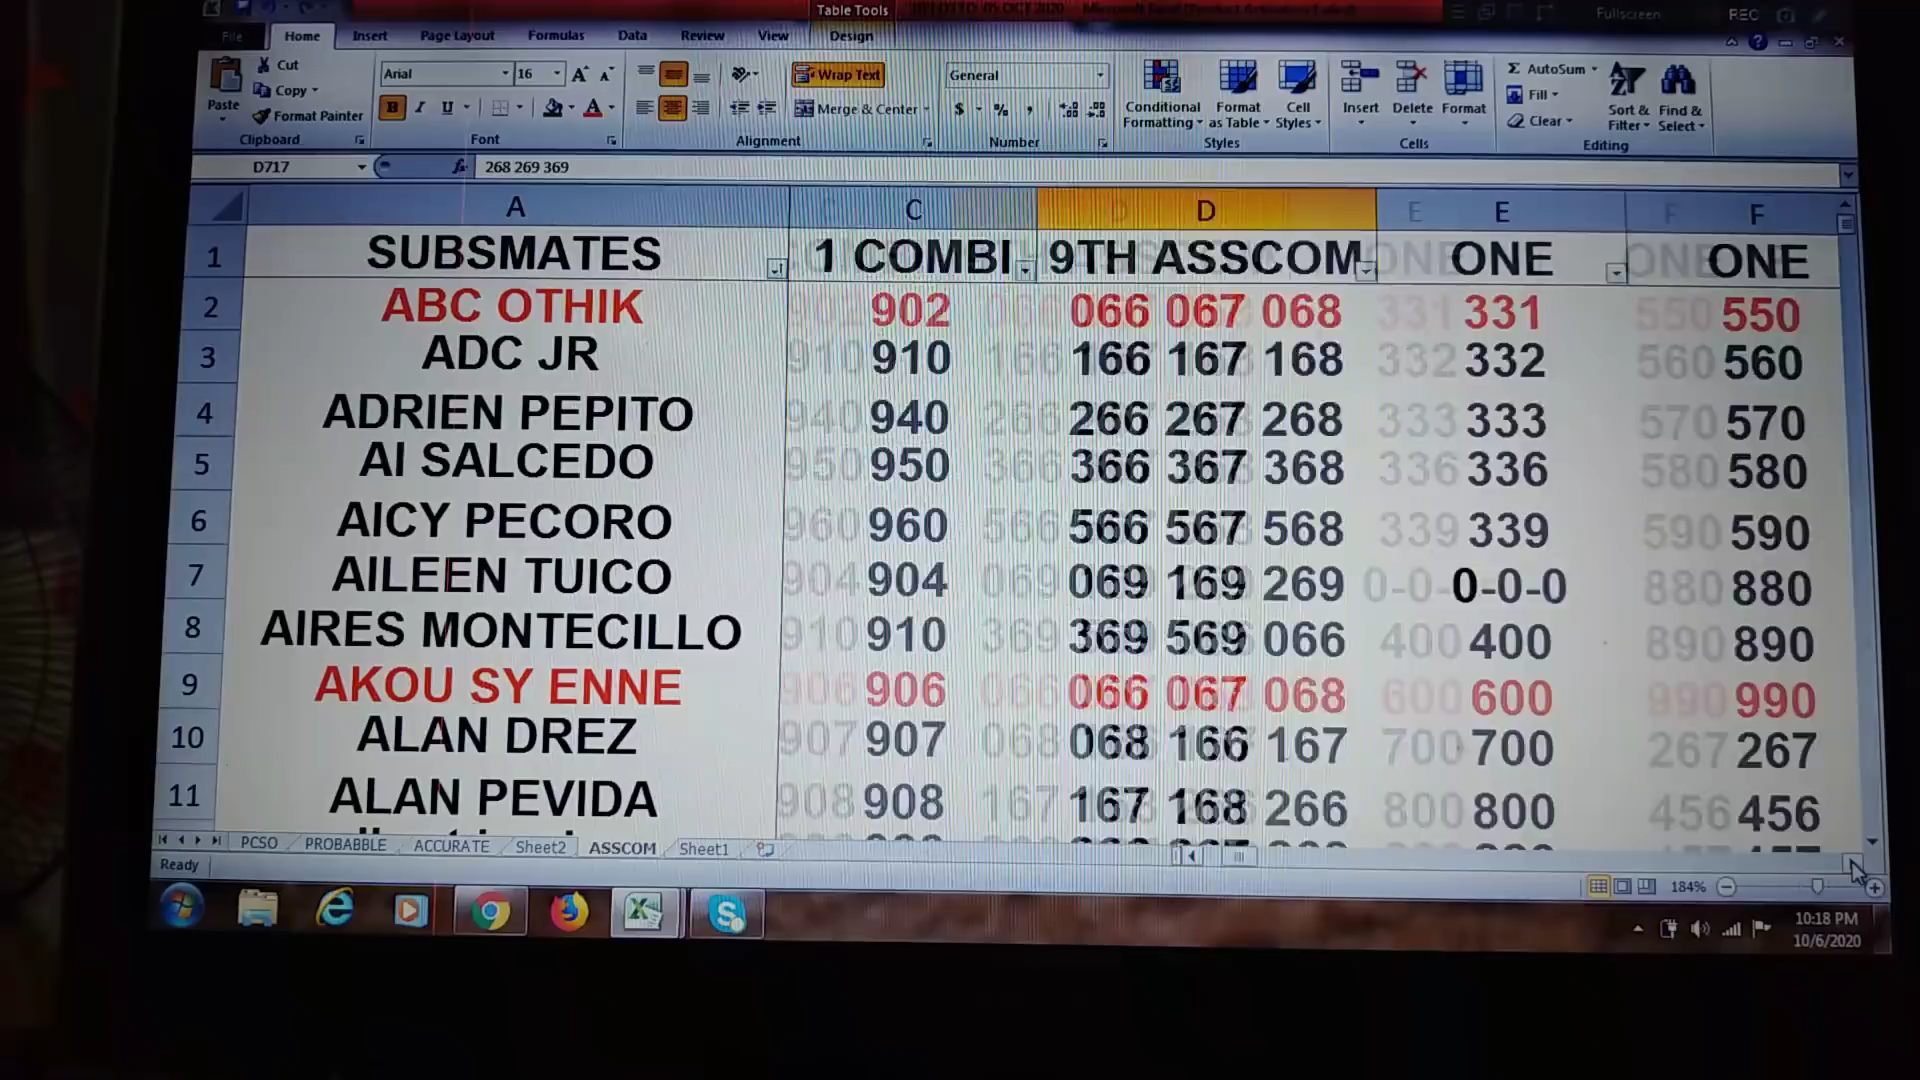 Table Tools
Fullscreen REC
File Home Insert Page Layout Formulas Data Review View Design
Cut
Copy
Format Painter
Paste
Clipboard
Arial 16
B I U
Font
Wrap Text
Merge & Center
Alignment
General
$ % ,
Number
Conditional Formatting
Format as Table
Cell Styles
Styles
Insert Delete Format
Cells
Σ AutoSum
Fill
Clear
Sort & Filter
Find & Select
Editing
D717 fx 268 269 369
A C D E F
1 SUBSMATES 1 COMBI 9TH ASSCOM ONE ONE
2 ABC OTHIK 902 066 067 068 331 550
3 ADC JR 910 166 167 168 332 560
4 ADRIEN PEPITO 940 266 267 268 333 570
5 AI SALCEDO 950 366 367 368 336 580
6 AICY PECORO 960 566 567 568 339 590
7 AILEEN TUICO 904 069 169 269 0-0-0 880
8 AIRES MONTECILLO 910 369 569 066 400 890
9 AKOU SY ENNE 906 066 067 068 600 990
10 ALAN DREZ 907 068 166 167 700 267
11 ALAN PEVIDA 908 167 168 266 800 456
PCSO PROBABBLE ACCURATE Sheet2 ASSCOM Sheet1
Ready 184%
10:18 PM
10/6/2020